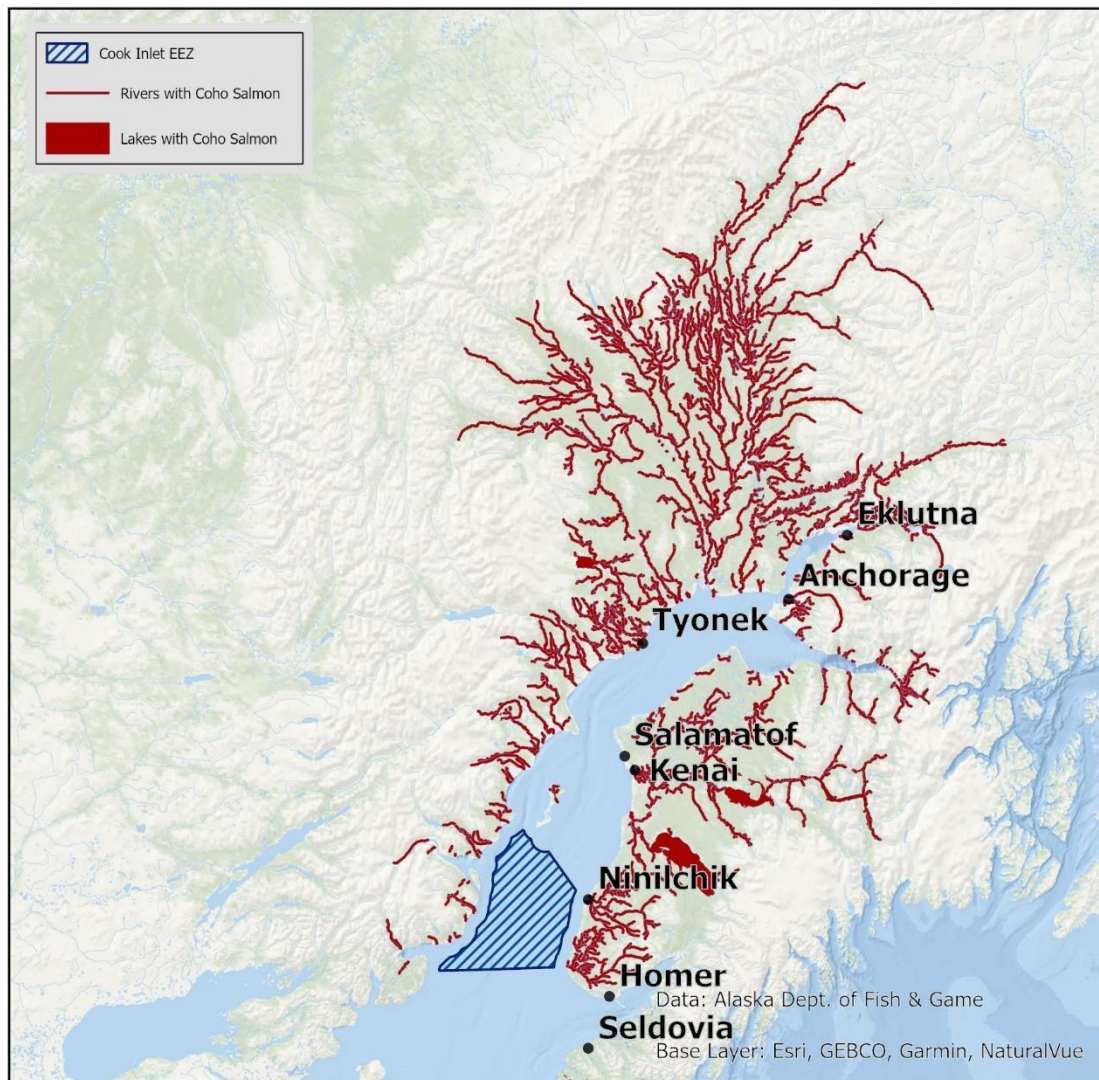 Cook Inlet EEZ
Rivers with Coho Salmon
Lakes with Coho Salmon
Eklutna
Anchorage
Tyonek
Salamatof
Kenai
Ninilchik
Homer
Data: Alaska Dept. of Fish & Game
Seldovia
Base Layer: Esri, GEBCO, Garmin, NaturalVue